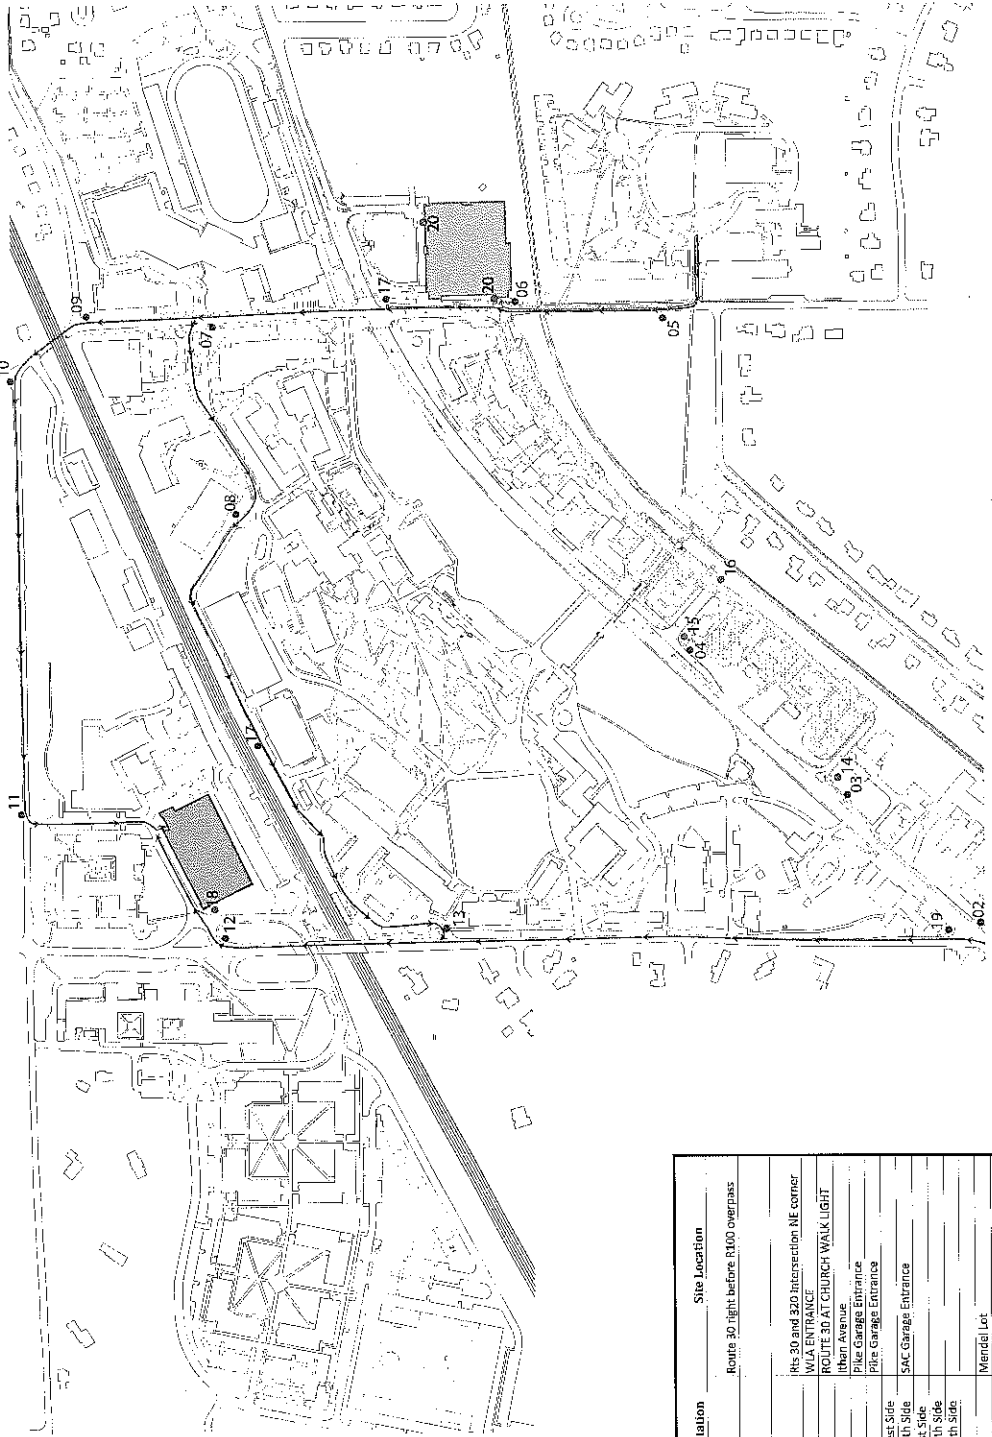 10
09
07
08
17
20
20
06
05
11
17
18
12
13
16
15
04
14
03
19
02
lation Site Location
Route 30 right before R100 overpass
Rts 30 and 320 Intersection NE corner
WLA ENTRANCE
ROUTE 30 AT CHURCH WALK LIGHT
Ithan Avenue
Pike Garage Entrance
Pike Garage Entrance
st Side
th Side SAC Garage Entrance
t Side
th Side
th Side
Mendel Lot